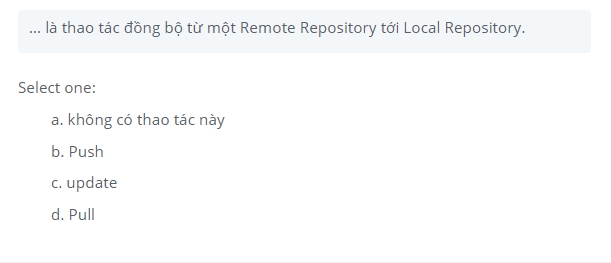 ... là thao tác đồng bộ từ một Remote Repository tới Local Repository.
Select one:
a. không có thao tác này
b. Push
c. update
d. Pull